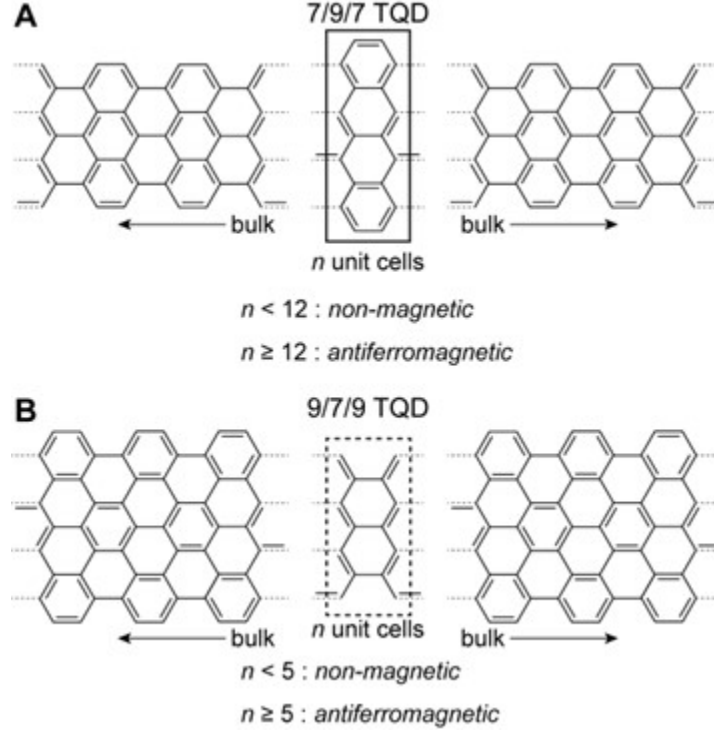 A
7/9/7 TQD
bulk
bulk
n unit cells
n < 12 : non-magnetic
n ≥ 12 : antiferromagnetic
B
9/7/9 TQD
bulk
n unit cells
bulk
n < 5 : non-magnetic
n ≥ 5 : antiferromagnetic